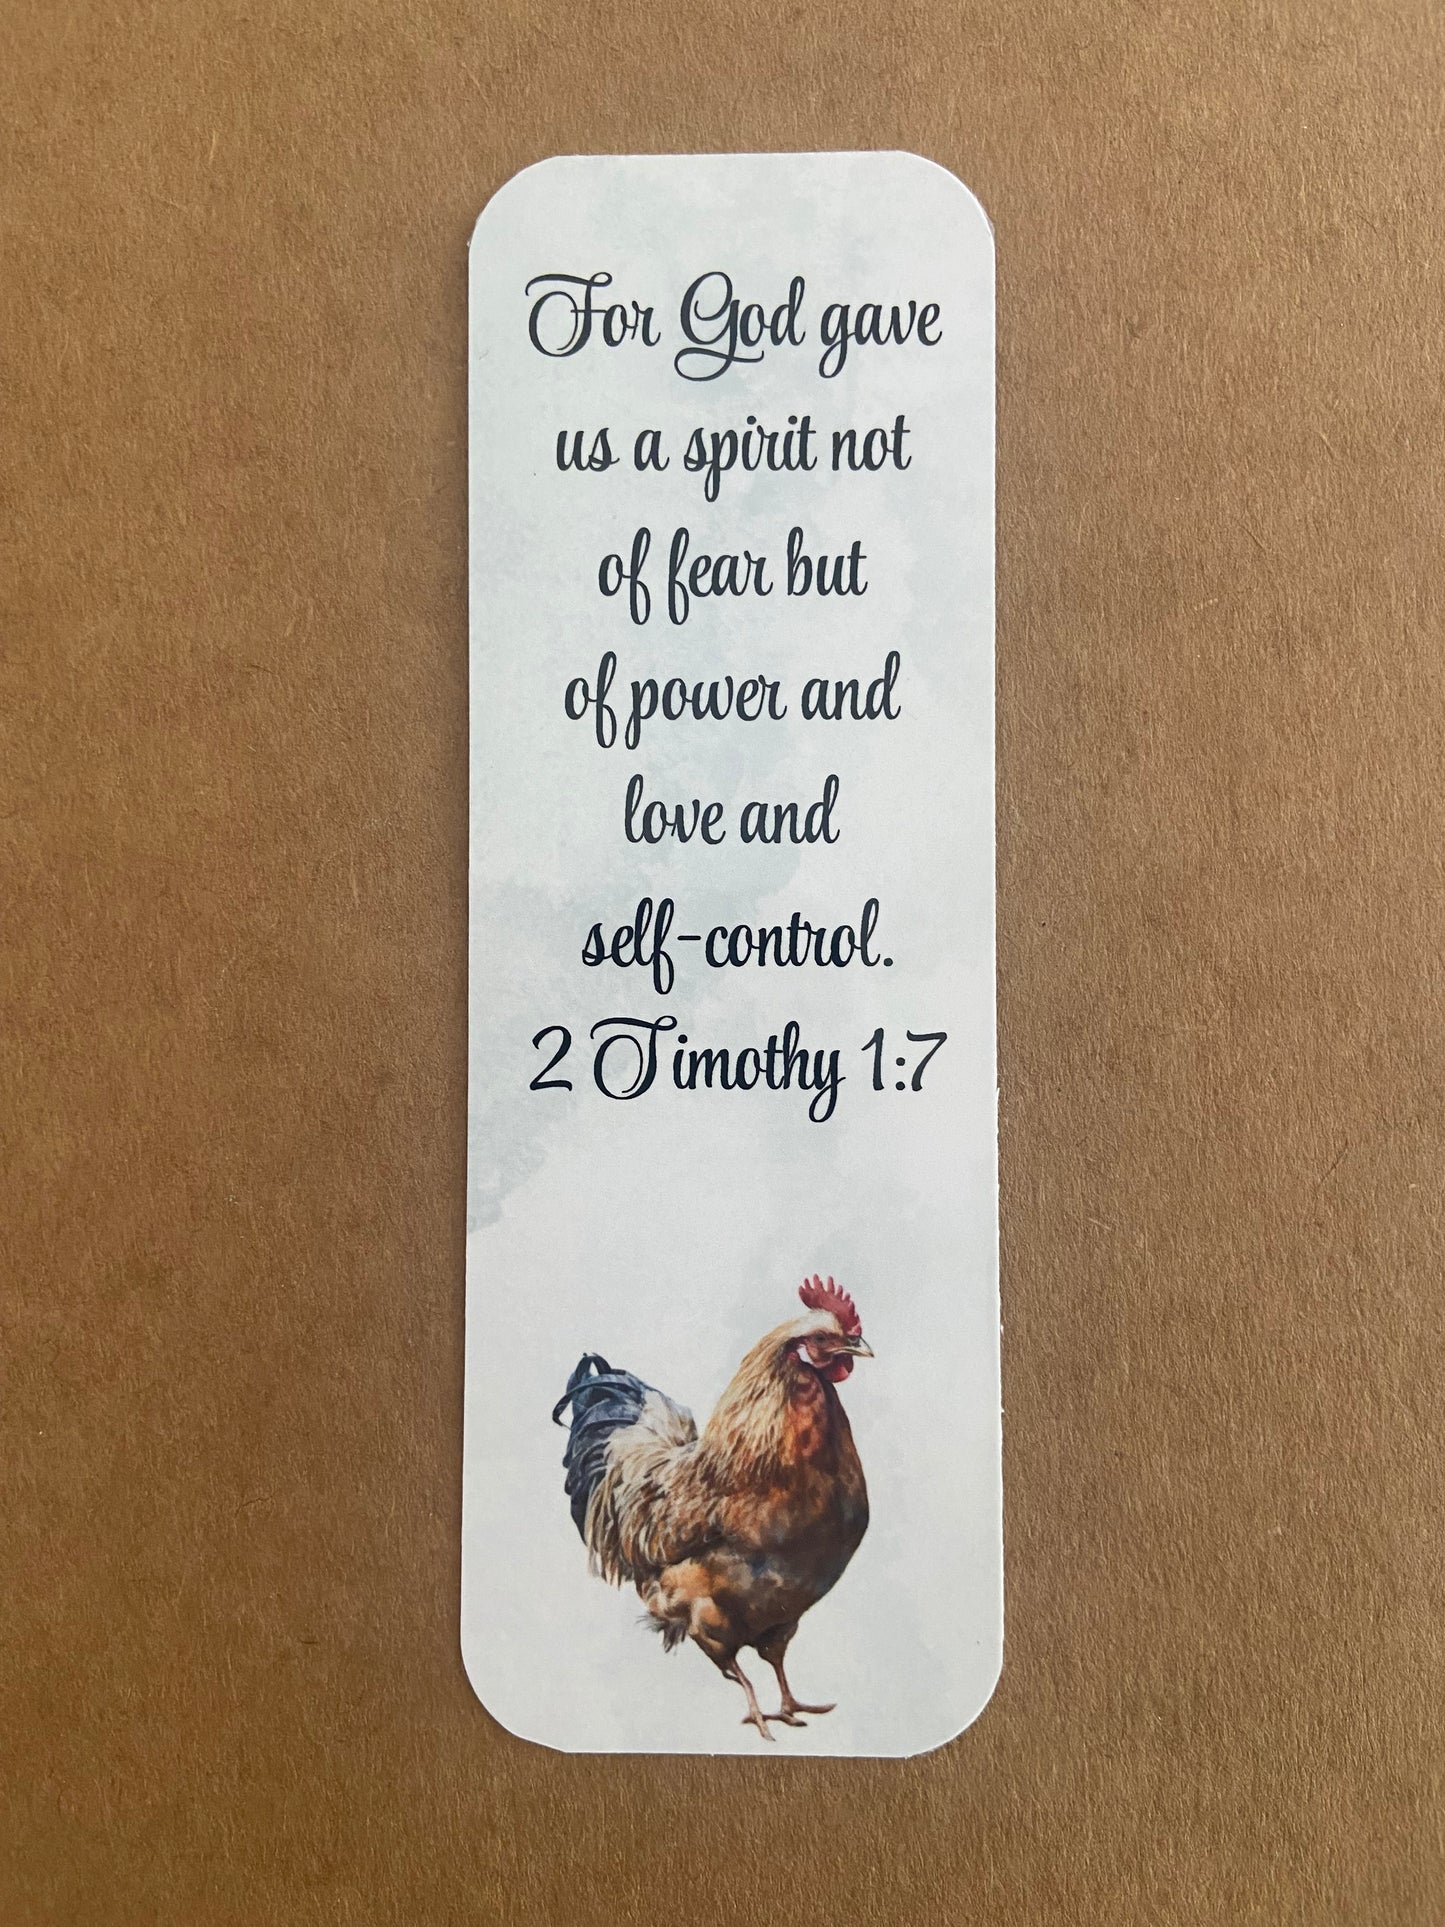 For God gave
us a spirit not
of fear but
of power and
love and
self-control.
2 Timothy 1:7